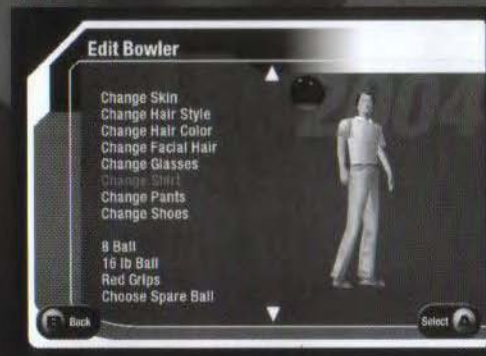 Edit Bowler
2004
Change Skin
Change Hair Style
Change Hair Color
Change Facial Hair
Change Glasses
Change Shirt
Change Pants
Change Shoes
8 Ball
16 lb Ball
Red Grips
Choose Spare Ball
B Back
Select A